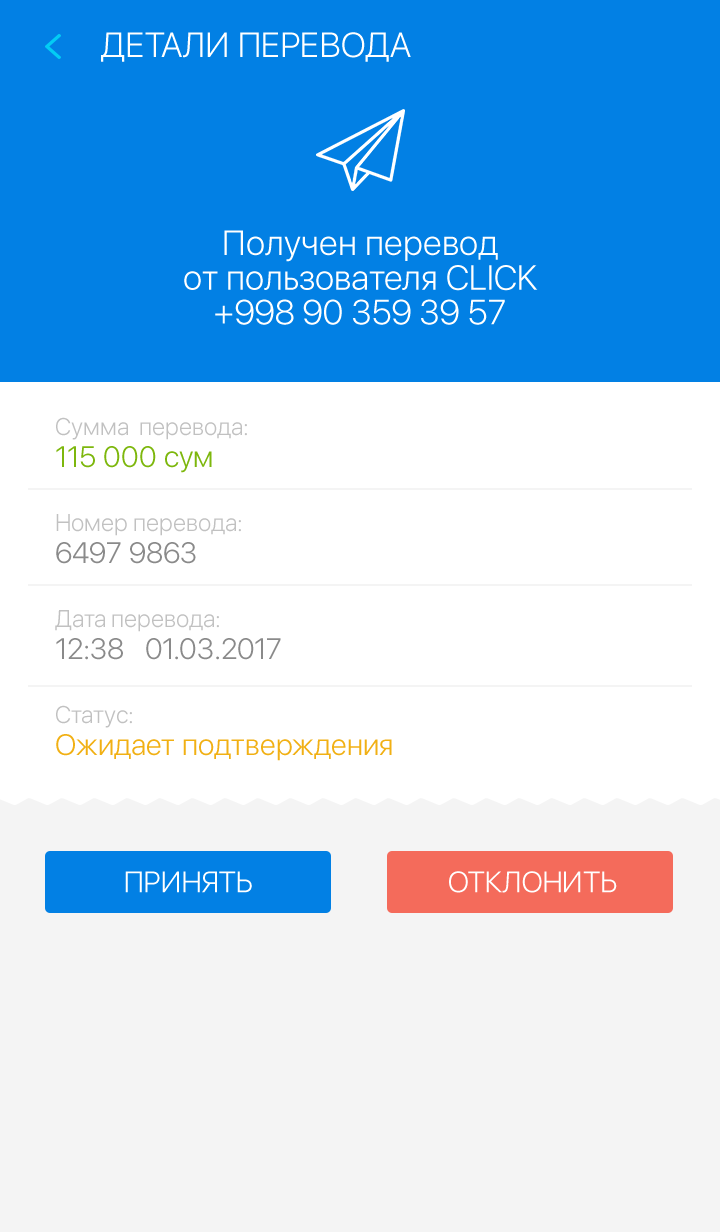 ДЕТАЛИ ПЕРЕВОДА
Получен перевод
от пользователя CLICK
+998 90 359 39 57
Сумма перевода:
115 000 сум
Номер перевода:
6497 9863
Дата перевода:
12:38 01.03.2017
Статус:
Ожидает подтверждения
ПРИНЯТЬ
ОТКЛОНИТЬ